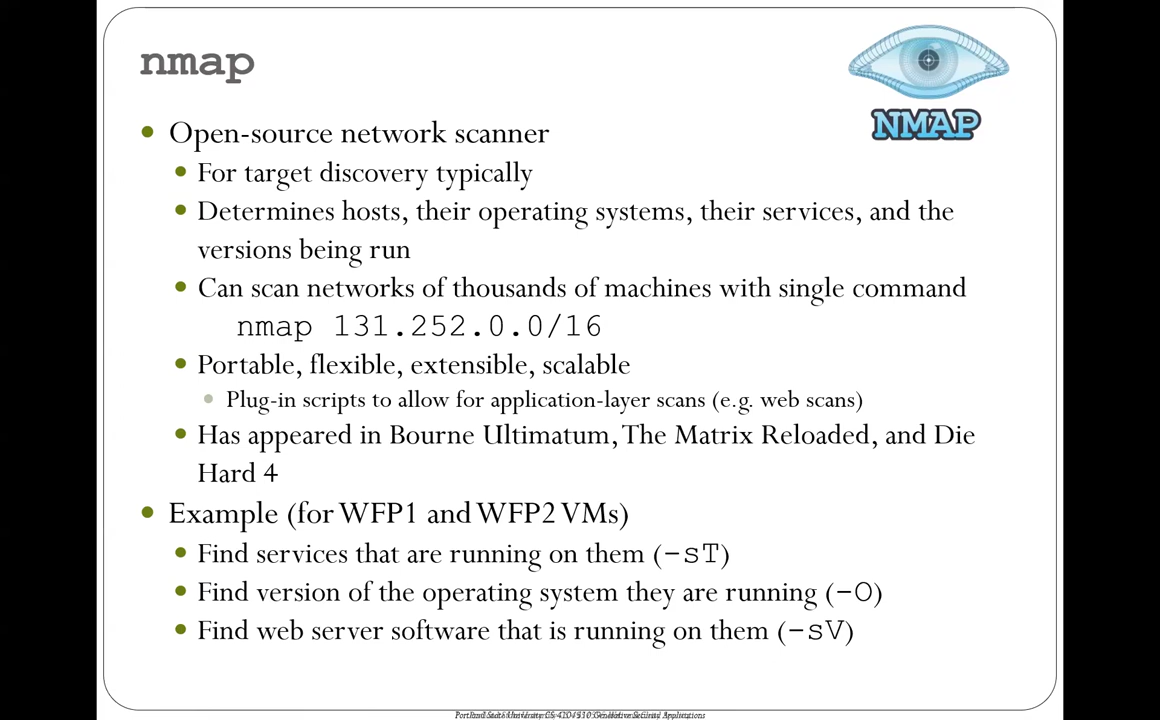 nmap
NMAP
• Open-source network scanner
• For target discovery typically
• Determines hosts, their operating systems, their services, and the
versions being run
• Can scan networks of thousands of machines with single command
nmap 131.252.0.0/16
• Portable, flexible, extensible, scalable
• Plug-in scripts to allow for application-layer scans (e.g. web scans)
• Has appeared in Bourne Ultimatum, The Matrix Reloaded, and Die
Hard 4
• Example (for WFP1 and WFP2 VMs)
• Find services that are running on them (-sT)
• Find version of the operating system they are running (-O)
• Find web server software that is running on them (-sV)
Portland State University CS